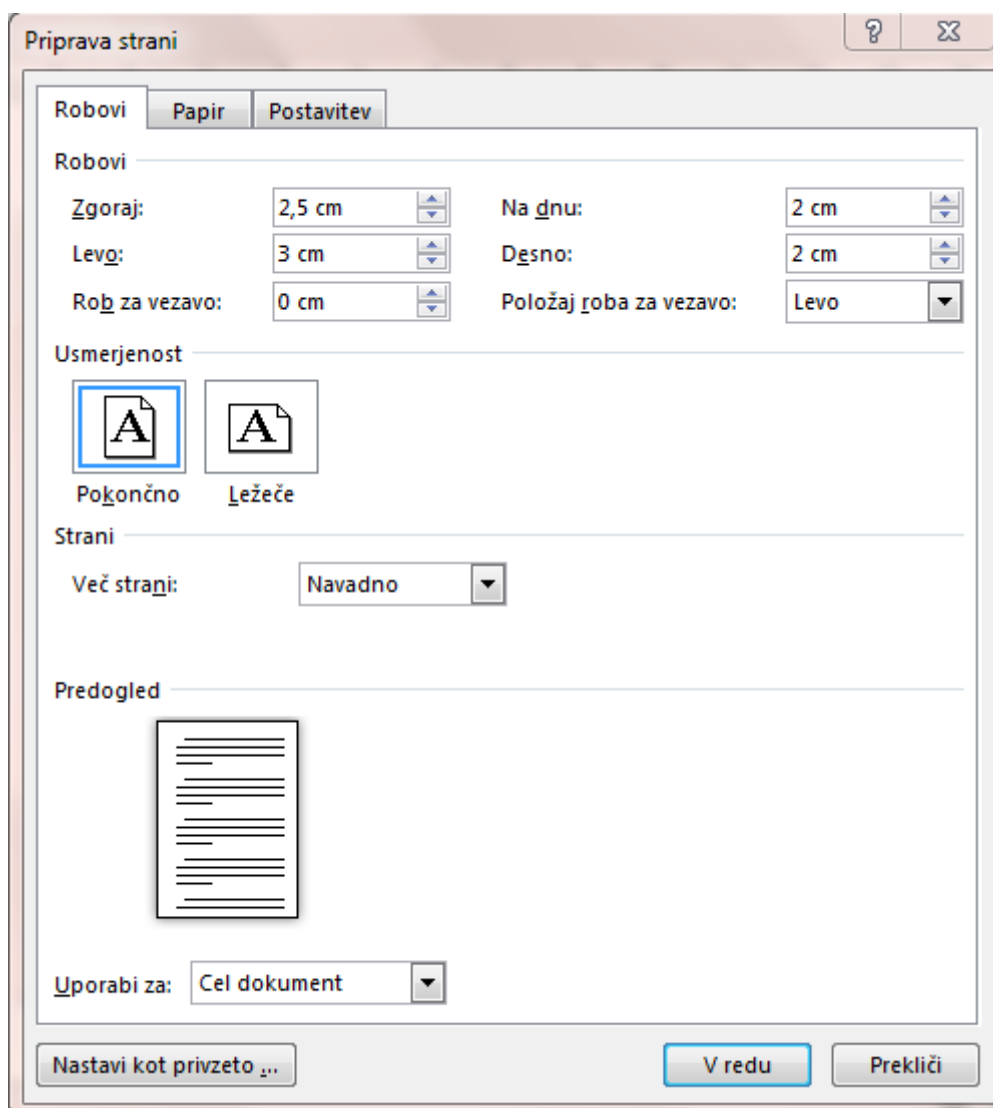 Priprava strani
Robovi Papir Postavitev
Robovi
Zgoraj: 2,5 cm Na dnu: 2 cm
Levo: 3 cm Desno: 2 cm
Rob za vezavo: 0 cm Položaj roba za vezavo: Levo
Usmerjenost
A A
Pokončno Ležeče
Strani
Več strani: Navadno
Predogled
Uporabi za: Cel dokument
Nastavi kot privzeto ... V redu Prekliči